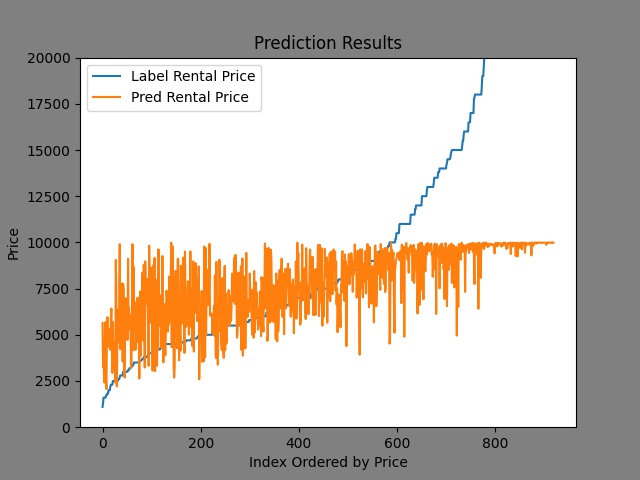 Prediction Results
Label Rental Price
Pred Rental Price
20000
17500
15000
12500
10000
7500
5000
2500
0
Price
0 200 400 600 800
Index Ordered by Price